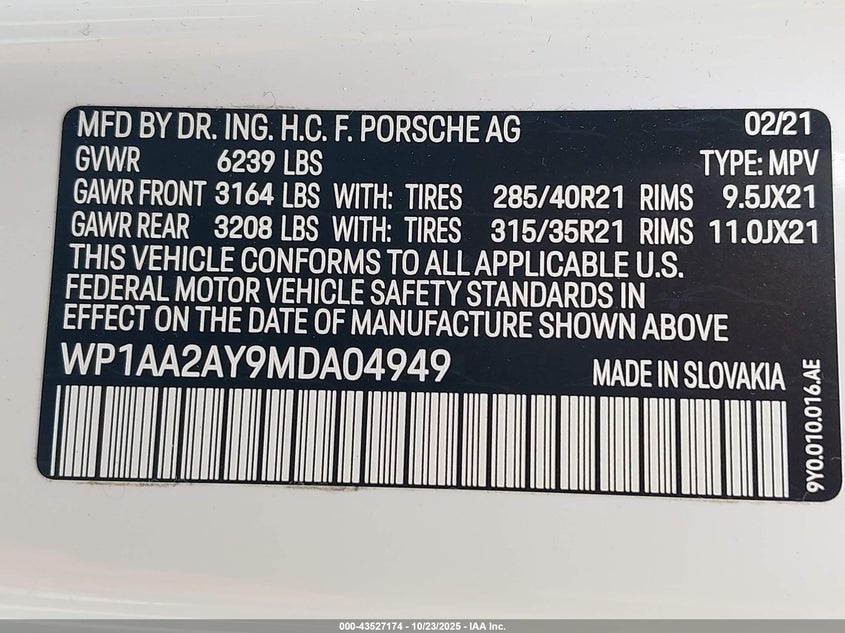 MFD BY DR. ING. H.C. F. PORSCHE AG 02/21
GVWR 6239 LBS TYPE: MPV
GAWR FRONT 3164 LBS WITH: TIRES 285/40R21 RIMS 9.5JX21
GAWR REAR 3208 LBS WITH: TIRES 315/35R21 RIMS 11.0JX21
THIS VEHICLE CONFORMS TO ALL APPLICABLE U.S.
FEDERAL MOTOR VEHICLE SAFETY STANDARDS IN
EFFECT ON THE DATE OF MANUFACTURE SHOWN ABOVE
WP1AA2AY9MDA04949 MADE IN SLOVAKIA
9Y0.010.016.AE
000-43527174 - 10/23/2025 - IAA Inc.